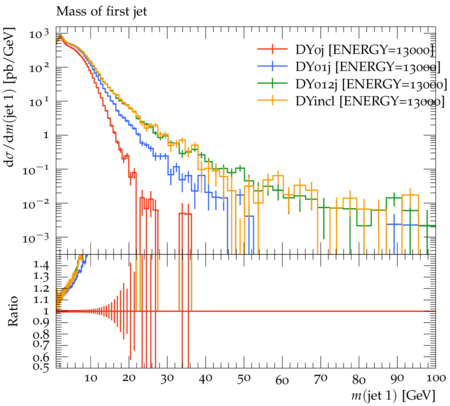 Mass of first jet
dσ/dm(jet 1) [pb/GeV]
10³
10²
10¹
1
10⁻¹
10⁻²
10⁻³
DY0j [ENERGY=13000]
DY01j [ENERGY=13000]
DY012j [ENERGY=13000]
DYincl [ENERGY=13000]
Ratio
1.4
1.3
1.2
1.1
1
0.9
0.8
0.7
0.6
0.5
10 20 30 40 50 60 70 80 90 100
m(jet 1) [GeV]